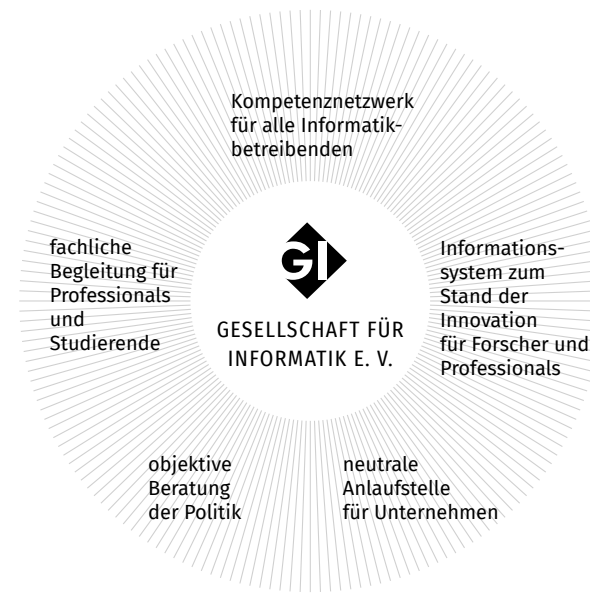 Kompetenznetzwerk
für alle Informatik-
betreibenden
fachliche
Begleitung für
Professionals
und
Studierende
GI
GESELLSCHAFT FÜR
INFORMATIK E. V.
Informations-
system zum
Stand der
Innovation
für Forscher und
Professionals
objektive
Beratung
der Politik
neutrale
Anlaufstelle
für Unternehmen